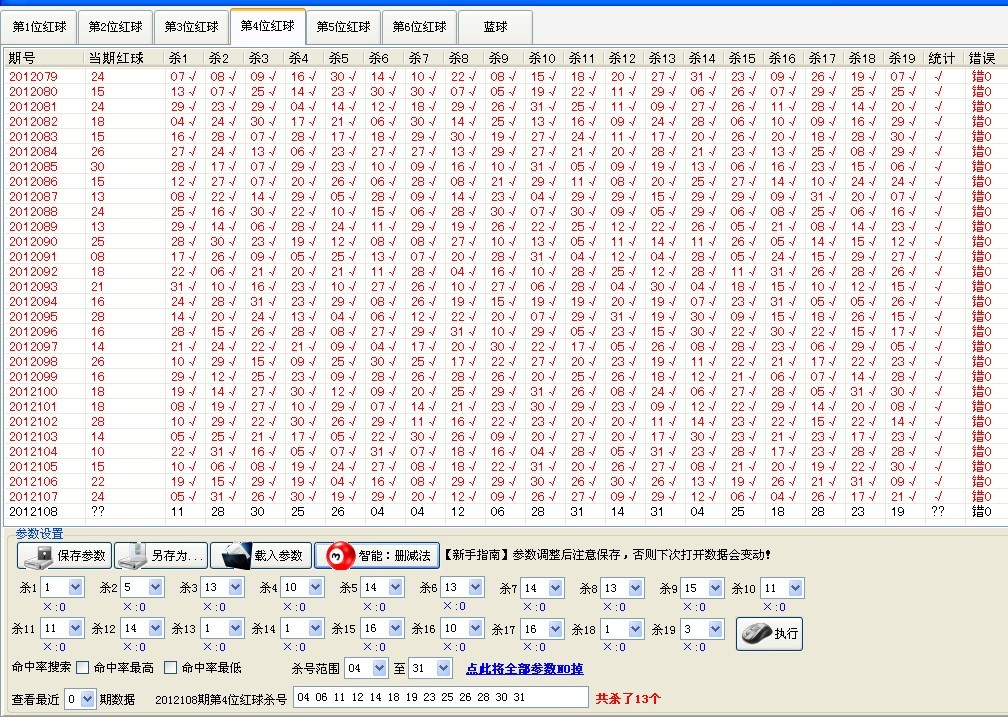 第1位红球 第2位红球 第3位红球 第4位红球 第5位红球 第6位红球 蓝球
期号 当期红球 杀1 杀2 杀3 杀4 杀5 杀6 杀7 杀8 杀9 杀10 杀11 杀12 杀13 杀14 杀15 杀16 杀17 杀18 杀19 统计 错误
2012079 24 07√ 08√ 09√ 16√ 30√ 14√ 10√ 22√ 08√ 15√ 18√ 20√ 27√ 31√ 23√ 09√ 26√ 19√ 07√ √ 错0
2012080 15 13√ 07√ 25√ 14√ 23√ 30√ 30√ 07√ 05√ 19√ 22√ 11√ 29√ 06√ 26√ 07√ 29√ 25√ 25√ √ 错0
2012081 24 29√ 23√ 29√ 04√ 14√ 12√ 18√ 29√ 26√ 31√ 25√ 11√ 09√ 27√ 26√ 11√ 28√ 14√ 20√ √ 错0
2012082 18 04√ 24√ 30√ 17√ 21√ 06√ 30√ 14√ 25√ 13√ 16√ 09√ 24√ 28√ 06√ 10√ 09√ 16√ 29√ √ 错0
2012083 15 16√ 28√ 07√ 28√ 17√ 18√ 29√ 30√ 19√ 27√ 24√ 11√ 17√ 20√ 26√ 20√ 18√ 28√ 30√ √ 错0
2012084 26 27√ 24√ 13√ 06√ 23√ 27√ 27√ 13√ 29√ 27√ 21√ 20√ 28√ 21√ 23√ 13√ 25√ 08√ 29√ √ 错0
2012085 30 28√ 17√ 07√ 29√ 23√ 10√ 09√ 16√ 10√ 31√ 05√ 09√ 19√ 13√ 06√ 16√ 23√ 15√ 06√ √ 错0
2012086 15 12√ 27√ 07√ 20√ 26√ 06√ 28√ 08√ 21√ 29√ 11√ 08√ 20√ 25√ 27√ 14√ 10√ 24√ 24√ √ 错0
2012087 13 08√ 22√ 14√ 29√ 05√ 28√ 09√ 14√ 23√ 04√ 29√ 29√ 15√ 29√ 29√ 09√ 31√ 20√ 07√ √ 错0
2012088 24 25√ 16√ 30√ 22√ 10√ 15√ 06√ 28√ 30√ 07√ 30√ 09√ 05√ 29√ 06√ 08√ 25√ 06√ 16√ √ 错0
2012089 13 29√ 14√ 06√ 28√ 24√ 11√ 29√ 19√ 26√ 22√ 25√ 12√ 22√ 26√ 05√ 21√ 08√ 14√ 23√ √ 错0
2012090 25 28√ 30√ 23√ 19√ 12√ 08√ 08√ 27√ 10√ 13√ 05√ 11√ 14√ 11√ 26√ 05√ 14√ 15√ 12√ √ 错0
2012091 08 17√ 26√ 09√ 05√ 25√ 13√ 07√ 20√ 28√ 31√ 04√ 12√ 04√ 28√ 05√ 24√ 15√ 29√ 27√ √ 错0
2012092 18 22√ 06√ 21√ 20√ 21√ 11√ 28√ 04√ 16√ 10√ 28√ 25√ 12√ 28√ 11√ 31√ 26√ 28√ 26√ √ 错0
2012093 21 31√ 10√ 16√ 23√ 10√ 27√ 26√ 10√ 27√ 06√ 28√ 04√ 30√ 04√ 18√ 15√ 10√ 12√ 15√ √ 错0
2012094 16 24√ 28√ 31√ 23√ 29√ 08√ 26√ 19√ 15√ 19√ 19√ 20√ 19√ 07√ 23√ 31√ 05√ 05√ 26√ √ 错0
2012095 28 14√ 20√ 24√ 13√ 04√ 06√ 12√ 22√ 20√ 07√ 29√ 31√ 19√ 30√ 09√ 15√ 18√ 26√ 15√ √ 错0
2012096 16 28√ 15√ 26√ 28√ 08√ 27√ 29√ 31√ 10√ 29√ 05√ 23√ 15√ 30√ 22√ 30√ 22√ 15√ 17√ √ 错0
2012097 14 21√ 24√ 22√ 21√ 09√ 04√ 17√ 20√ 30√ 22√ 17√ 05√ 26√ 08√ 28√ 23√ 06√ 29√ 05√ √ 错0
2012098 26 10√ 29√ 15√ 09√ 25√ 30√ 25√ 17√ 22√ 27√ 20√ 23√ 19√ 11√ 22√ 21√ 17√ 22√ 23√ √ 错0
2012099 16 29√ 12√ 25√ 23√ 09√ 28√ 26√ 28√ 26√ 20√ 25√ 26√ 18√ 12√ 21√ 06√ 07√ 14√ 28√ √ 错0
2012100 18 19√ 14√ 27√ 30√ 12√ 09√ 20√ 25√ 29√ 31√ 26√ 08√ 24√ 06√ 27√ 28√ 05√ 31√ 30√ √ 错0
2012101 18 08√ 19√ 27√ 10√ 29√ 07√ 14√ 21√ 23√ 30√ 29√ 23√ 09√ 12√ 22√ 29√ 14√ 20√ 08√ √ 错0
2012102 28 10√ 29√ 22√ 30√ 26√ 29√ 11√ 16√ 22√ 23√ 20√ 20√ 11√ 14√ 23√ 22√ 15√ 22√ 14√ √ 错0
2012103 14 05√ 25√ 21√ 17√ 05√ 22√ 30√ 26√ 09√ 20√ 27√ 20√ 17√ 30√ 23√ 21√ 23√ 17√ 23√ √ 错0
2012104 10 22√ 31√ 16√ 05√ 07√ 31√ 07√ 18√ 16√ 04√ 28√ 05√ 31√ 23√ 28√ 17√ 23√ 28√ 28√ √ 错0
2012105 15 10√ 06√ 08√ 19√ 24√ 27√ 08√ 18√ 22√ 31√ 20√ 26√ 27√ 08√ 21√ 20√ 19√ 22√ 30√ √ 错0
2012106 22 19√ 15√ 29√ 19√ 04√ 16√ 08√ 29√ 29√ 30√ 26√ 30√ 26√ 13√ 19√ 26√ 21√ 31√ 09√ √ 错0
2012107 24 05√ 31√ 26√ 30√ 19√ 29√ 20√ 12√ 09√ 26√ 27√ 09√ 29√ 12√ 06√ 04√ 26√ 17√ 21√ √ 错0
2012108 ?? 11 28 30 25 26 04 04 12 06 28 31 14 31 04 25 18 28 23 19 ?? 错0
参数设置
保存参数 另存为... 载入参数 智能：删减法 【新手指南】参数调整后注意保存，否则下次打开数据会变动！
杀1 1 杀2 5 杀3 13 杀4 10 杀5 14 杀6 13 杀7 14 杀8 13 杀9 15 杀10 11
×:0 ×:0 ×:0 ×:0 ×:0 ×:0 ×:0 ×:0 ×:0 ×:0
杀11 11 杀12 14 杀13 1 杀14 1 杀15 16 杀16 10 杀17 16 杀18 1 杀19 3 执行
×:0 ×:0 ×:0 ×:0 ×:0 ×:0 ×:0 ×:0 ×:0
命中率搜索 命中率最高 命中率最低 杀号范围 04 至 31 点此将全部参数NO掉
查看最近 0 期数据 2012108期第4位红球杀号 04 06 11 12 14 18 19 23 25 26 28 30 31 共杀了13个